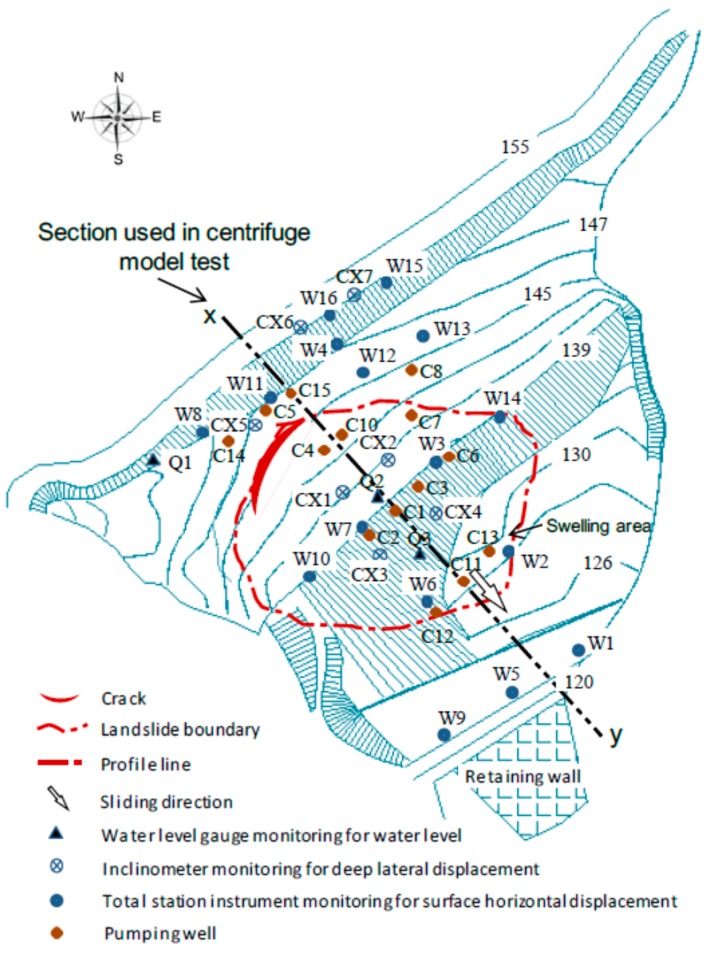 N
W E
S
155
Section used in centrifuge
model test
147
CX7 W15
145
x W16
CX6 W13
W4
139
W12 C8
W11 C15
W14
W8 C5
CX5 C7
C10
C14 C4 CX2 W3 C6
130
Q1
Q2 C3
CX1 C1 CX4
Swelling area
W7 C2 Q3 C13
W2
CX3 C11
W10 126
W6
C12
W1
W5 120
W9 y
Retaining wall
Crack
Landslide boundary
Profile line
Sliding direction
Water level gauge monitoring for water level
Inclinometer monitoring for deep lateral displacement
Total station instrument monitoring for surface horizontal displacement
Pumping well